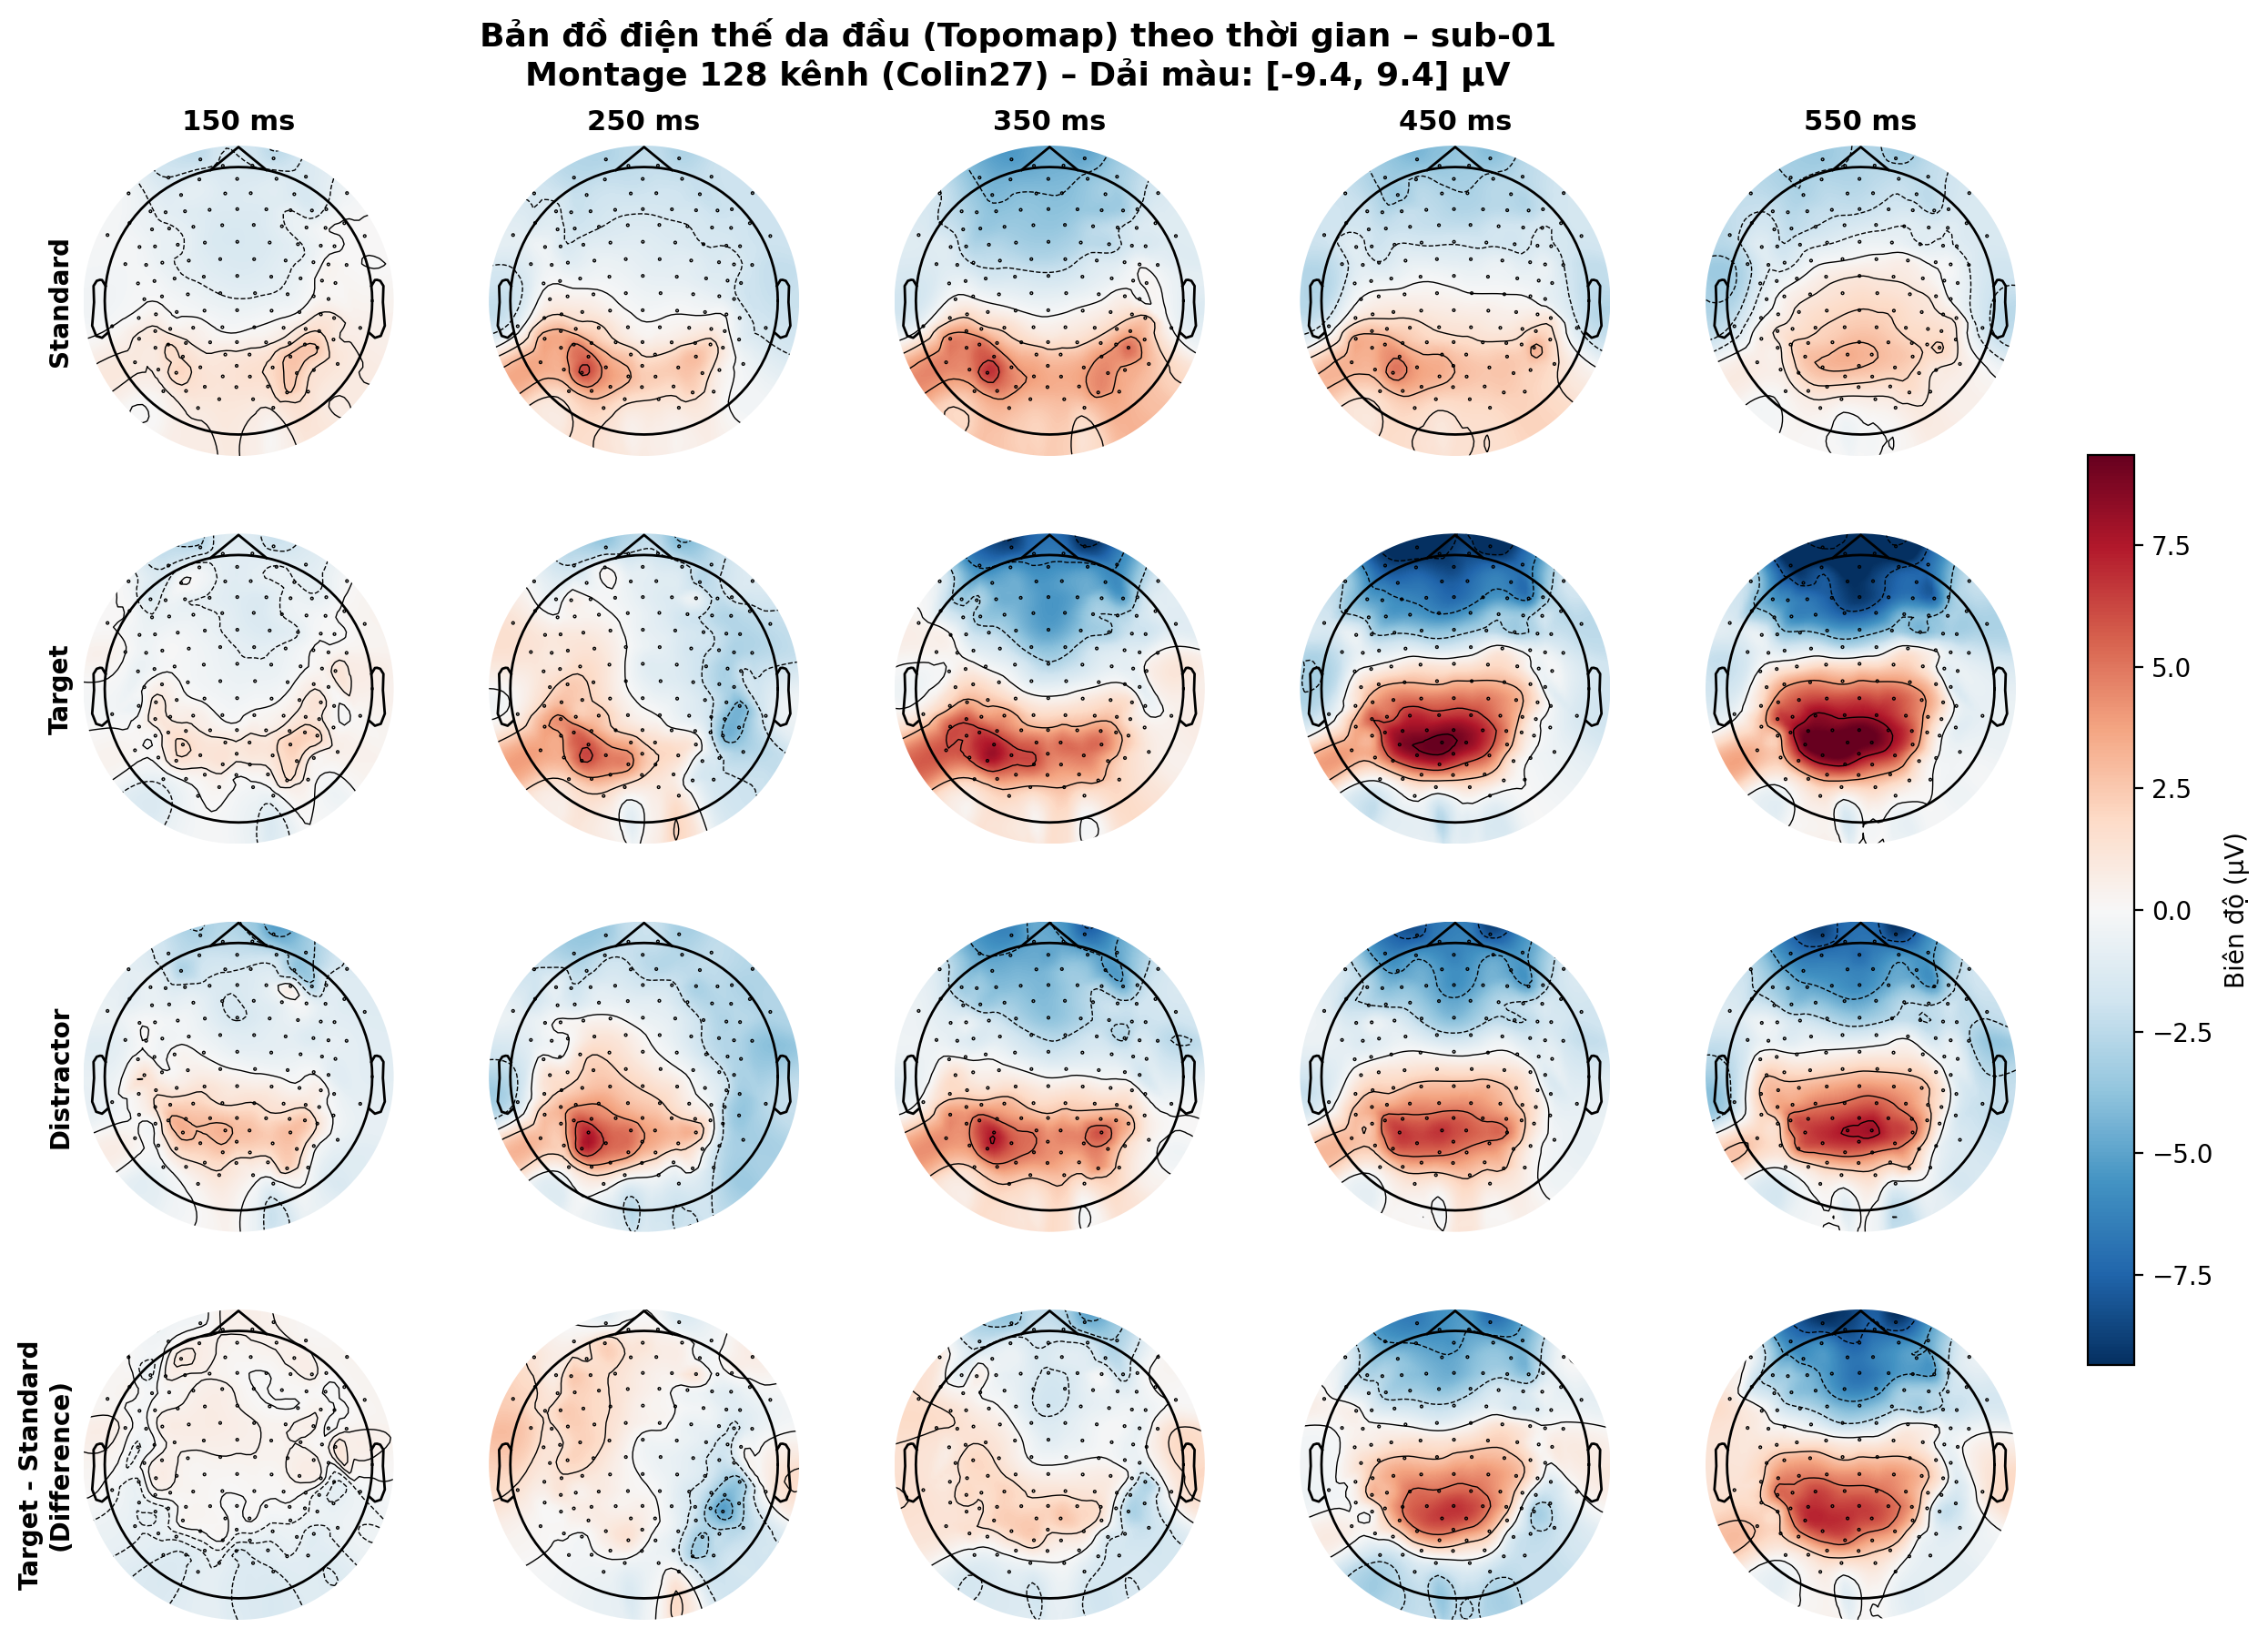 Bản đồ điện thế da đầu (Topomap) theo thời gian – sub-01
Montage 128 kênh (Colin27) – Dải màu: [-9.4, 9.4] µV
150 ms
250 ms
350 ms
450 ms
550 ms
Standard
Target
Distractor
Target - Standard
(Difference)
7.5
5.0
2.5
0.0
−2.5
−5.0
−7.5
Biên độ (µV)